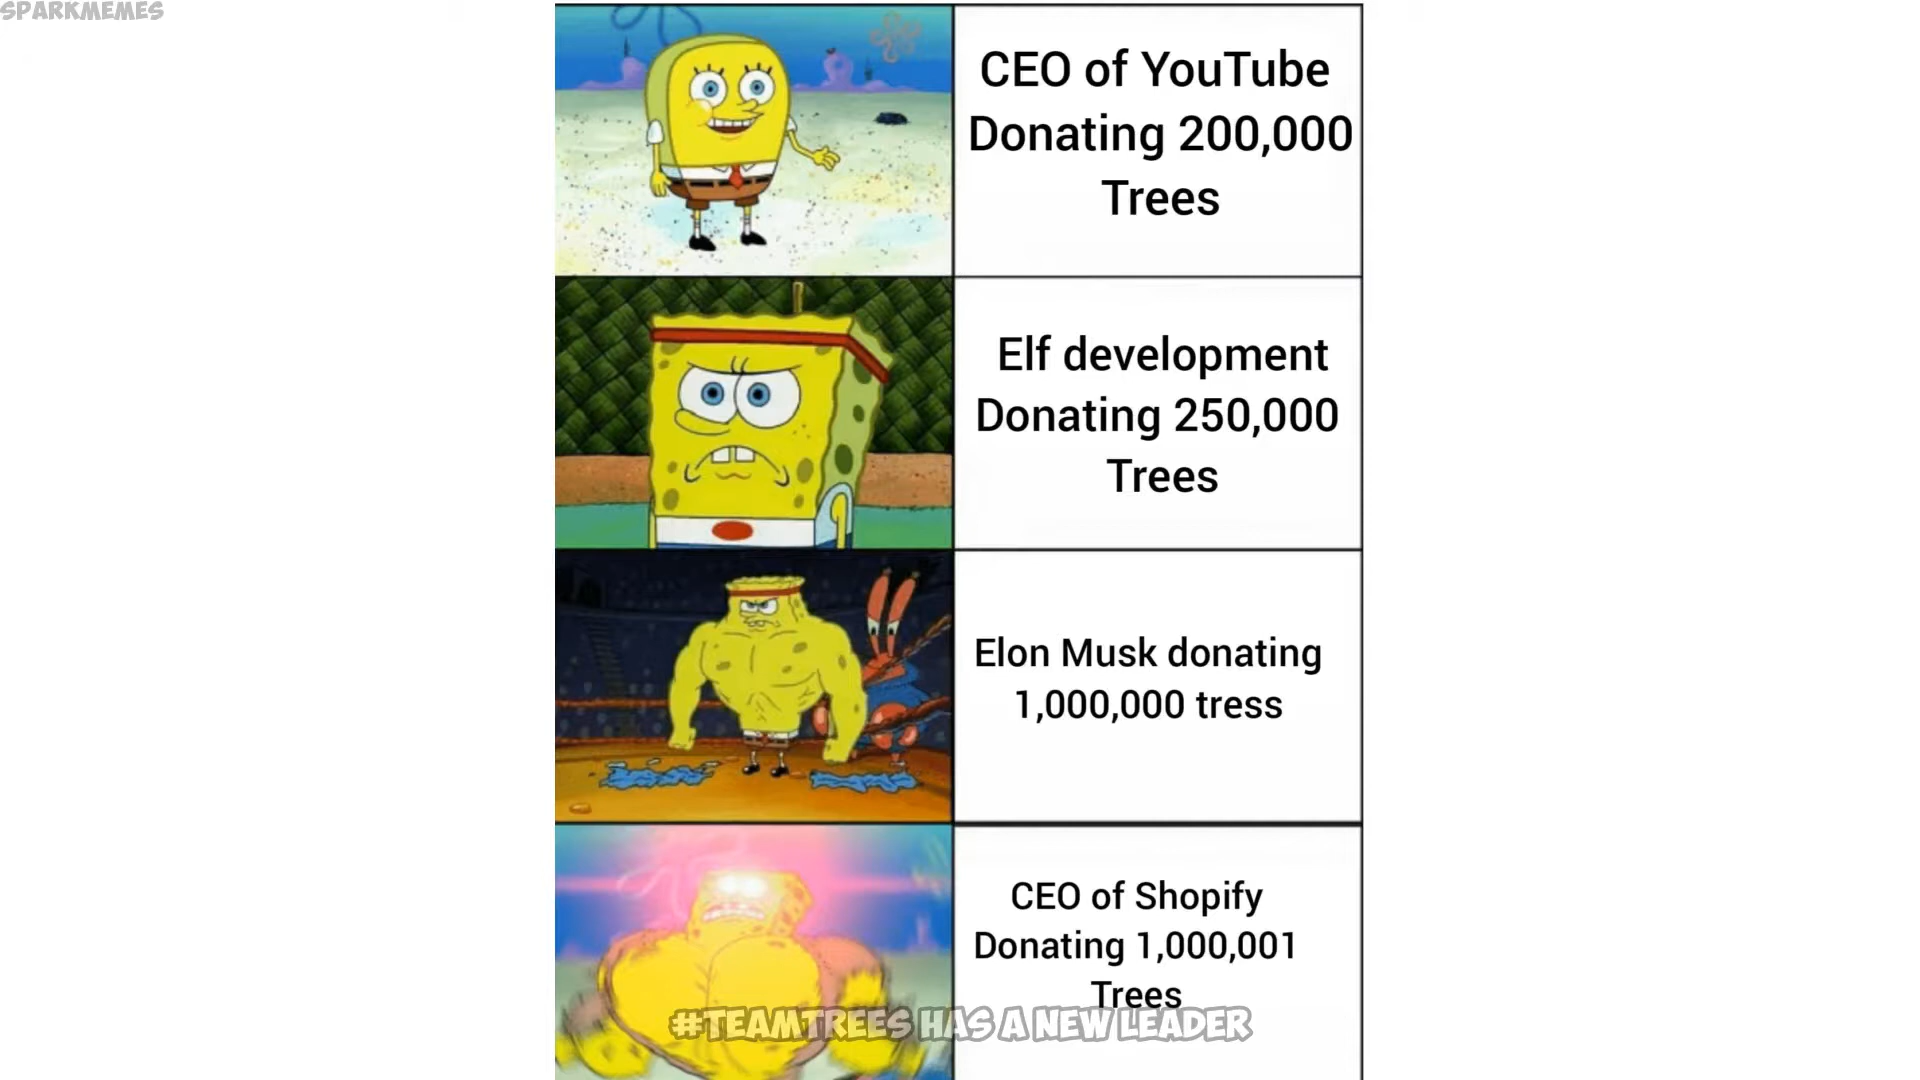 SPARKMEMES
CEO of YouTube
Donating 200,000
Trees
Elf development
Donating 250,000
Trees
Elon Musk donating
1,000,000 tress
CEO of Shopify
Donating 1,000,001
Trees
#TEAMTREES HAS A NEW LEADER